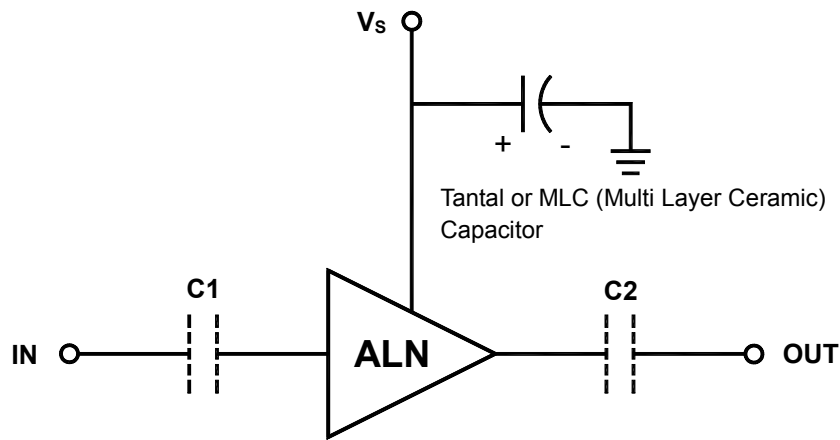 Vs
+ -
Tantal or MLC (Multi Layer Ceramic)
Capacitor
C1
C2
IN
ALN
OUT